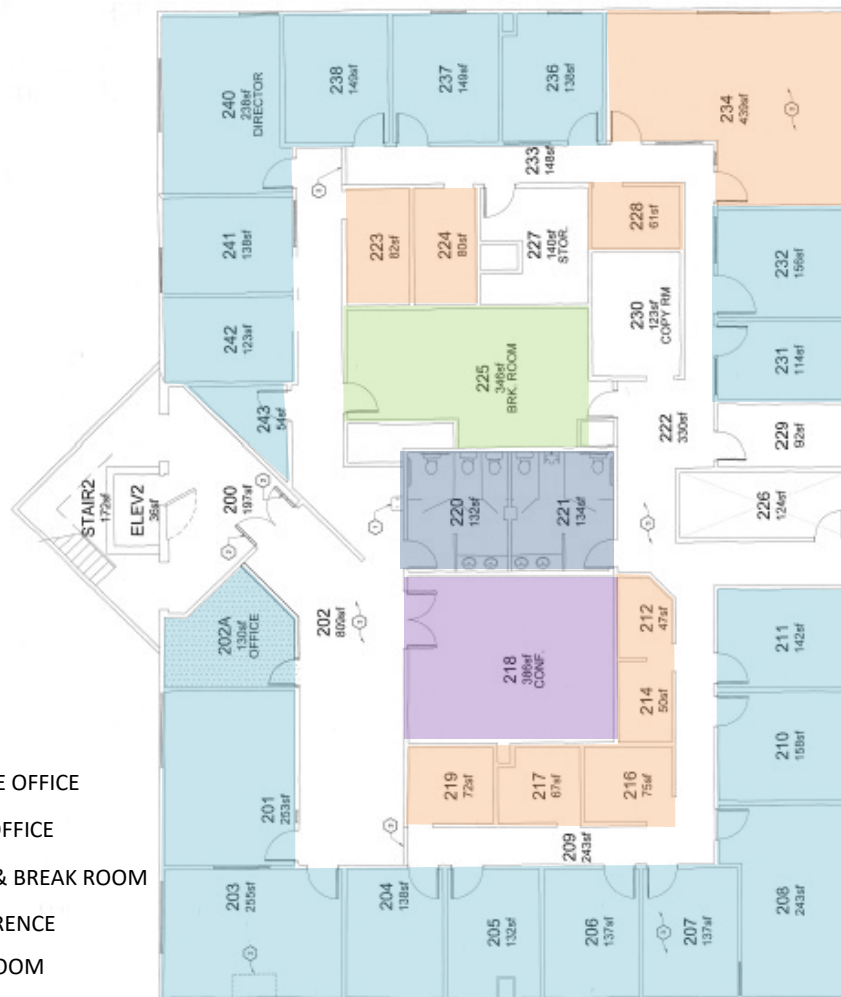 240
238sf
DIRECTOR
238
149sf
237
149sf
236
138sf
234
439sf
233
148sf
241
138sf
223
82sf
224
80sf
227
140sf
STOR.
228
61sf
232
156sf
242
123sf
230
123sf
COPY RM
231
114sf
225
346sf
BRK. ROOM
243
54sf
222
330sf
229
92sf
STAIR2
172sf
ELEV2
36sf
200
197sf
220
132sf
221
134sf
226
124sf
202A
130sf
OFFICE
202
809sf
218
386sf
CONF.
212
47sf
211
142sf
214
50sf
210
158sf
201
253sf
219
72sf
217
67sf
216
75sf
209
243sf
203
255sf
204
138sf
205
132sf
206
137sf
207
137sf
208
243sf
E OFFICE
OFFICE
& BREAK ROOM
RENCE
OOM